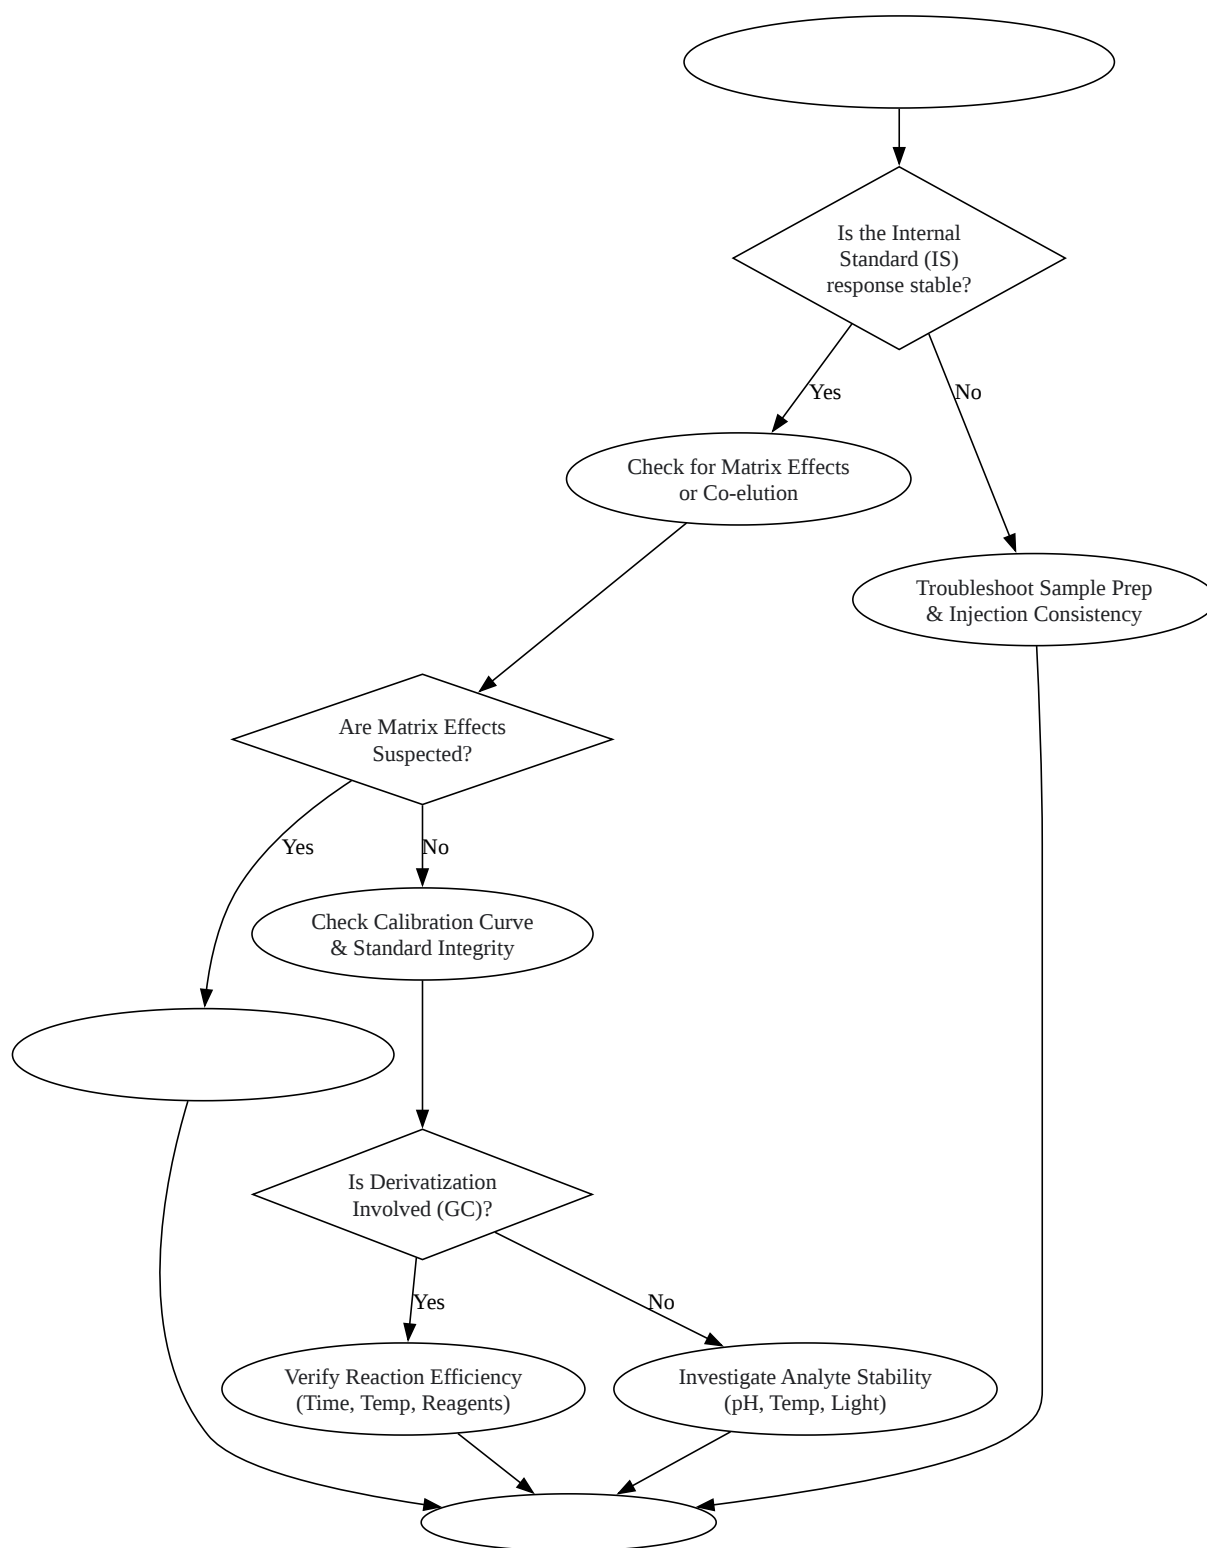 Is the Internal
Standard (IS)
response stable?
Yes
No
Check for Matrix Effects
or Co-elution
Troubleshoot Sample Prep
& Injection Consistency
Are Matrix Effects
Suspected?
Yes
No
Check Calibration Curve
& Standard Integrity
Is Derivatization
Involved (GC)?
Yes
No
Verify Reaction Efficiency
(Time, Temp, Reagents)
Investigate Analyte Stability
(pH, Temp, Light)